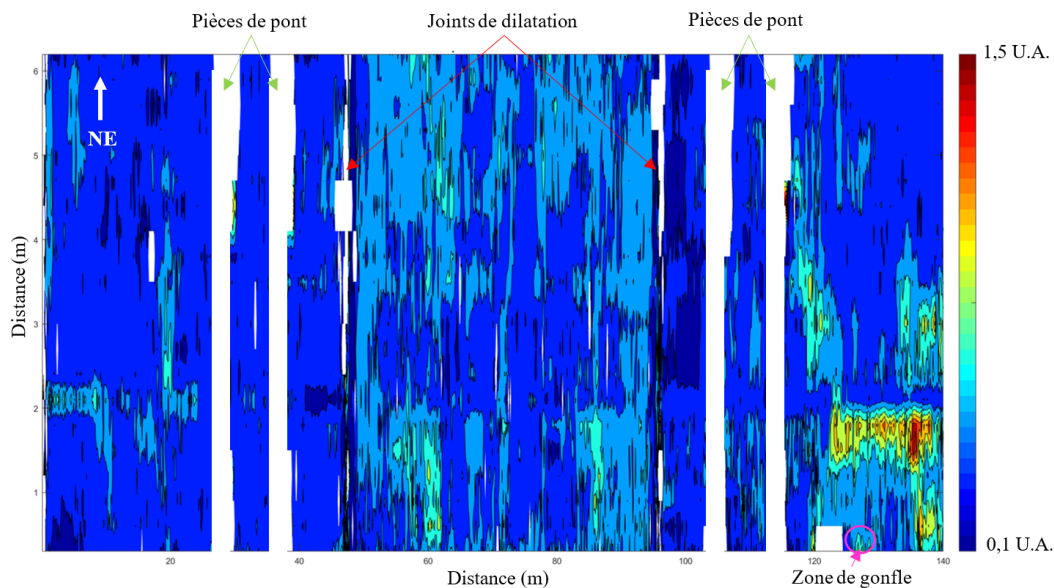 Pièces de pont
Joints de dilatation
Pièces de pont
1,5 U.A.
6
NE
5
4
3
2
1
Distance (m)
20
40
60
80
100
120
140
Distance (m)
0,1 U.A.
Zone de gonfle